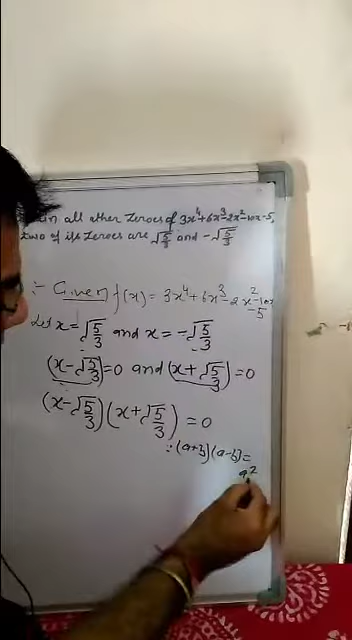 in all other zeroes of 3x⁴+6x³-2x²-10x-5,
two of its zeroes are √5/3 and -√5/3
:- Given f(x) = 3x⁴+6x³-2x²-10x
-5
Let x = √5/3 and x = -√5/3
(x-√5/3)=0 and (x+√5/3)=0
(x-√5/3)(x+√5/3) = 0
∵(a+b)(a-b)=
a²